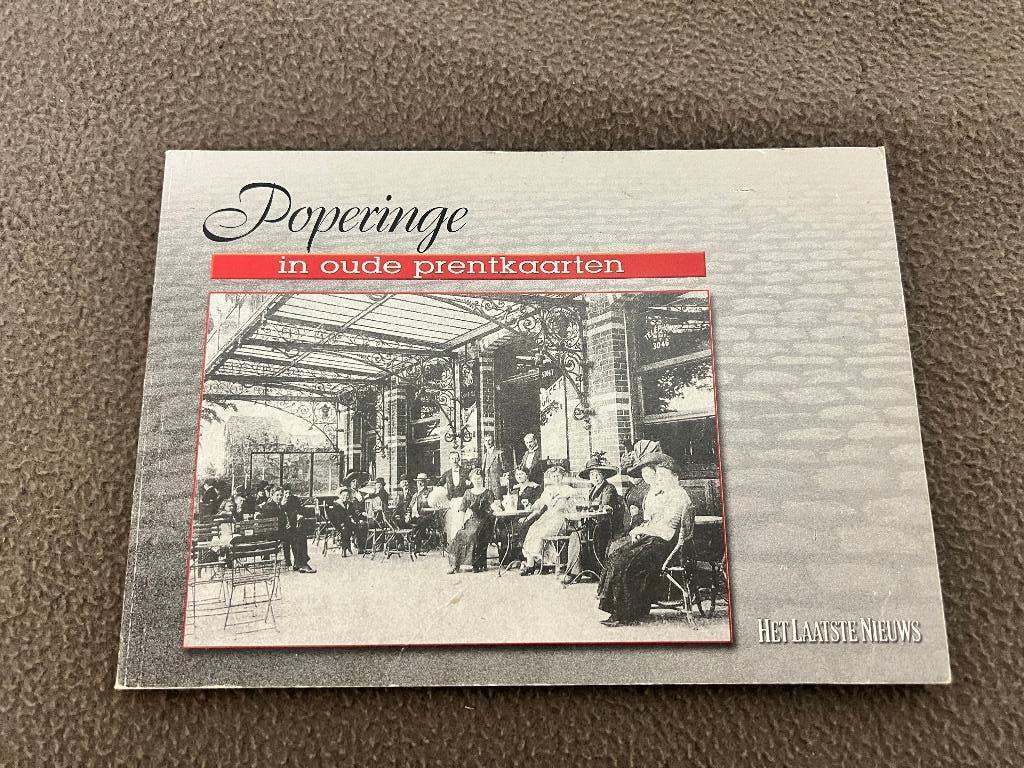 Poperinge
in oude prentkaarten
HET LAATSTE NIEUWS